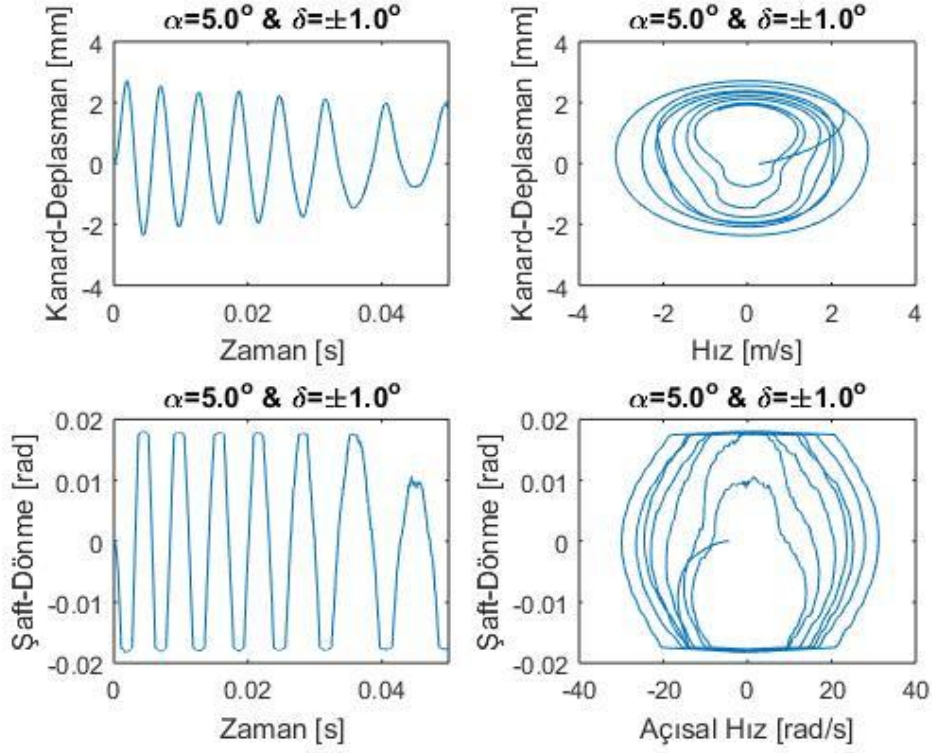 α=5.0° & δ=±1.0°
Kanard-Deplasman [mm]
4
2
0
-2
-4
0 0.02 0.04
Zaman [s]
α=5.0° & δ=±1.0°
Kanard-Deplasman [mm]
4
2
0
-2
-4
-4 -2 0 2 4
Hız [m/s]
α=5.0° & δ=±1.0°
Şaft-Dönme [rad]
0.02
0.01
0
-0.01
-0.02
0 0.02 0.04
Zaman [s]
α=5.0° & δ=±1.0°
Şaft-Dönme [rad]
0.02
0.01
0
-0.01
-0.02
-40 -20 0 20 40
Açısal Hız [rad/s]